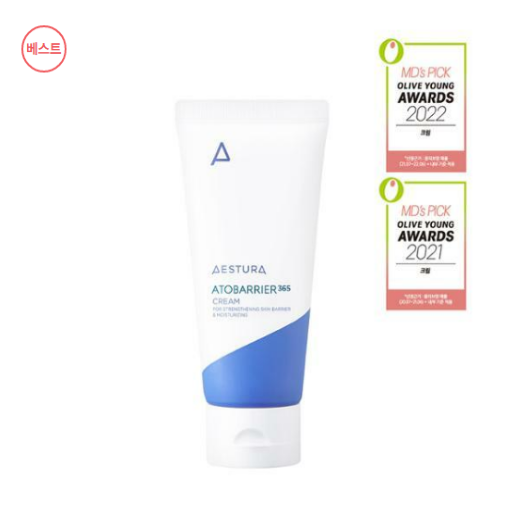 베스트
MD's PICK
OLIVE YOUNG
AWARDS
2022
크림
MD's PICK
OLIVE YOUNG
AWARDS
2021
크림
AESTURA
ATOBARRIER365
CREAM
FOR STRENGTHENING SKIN BARRIER
& MOISTURIZING